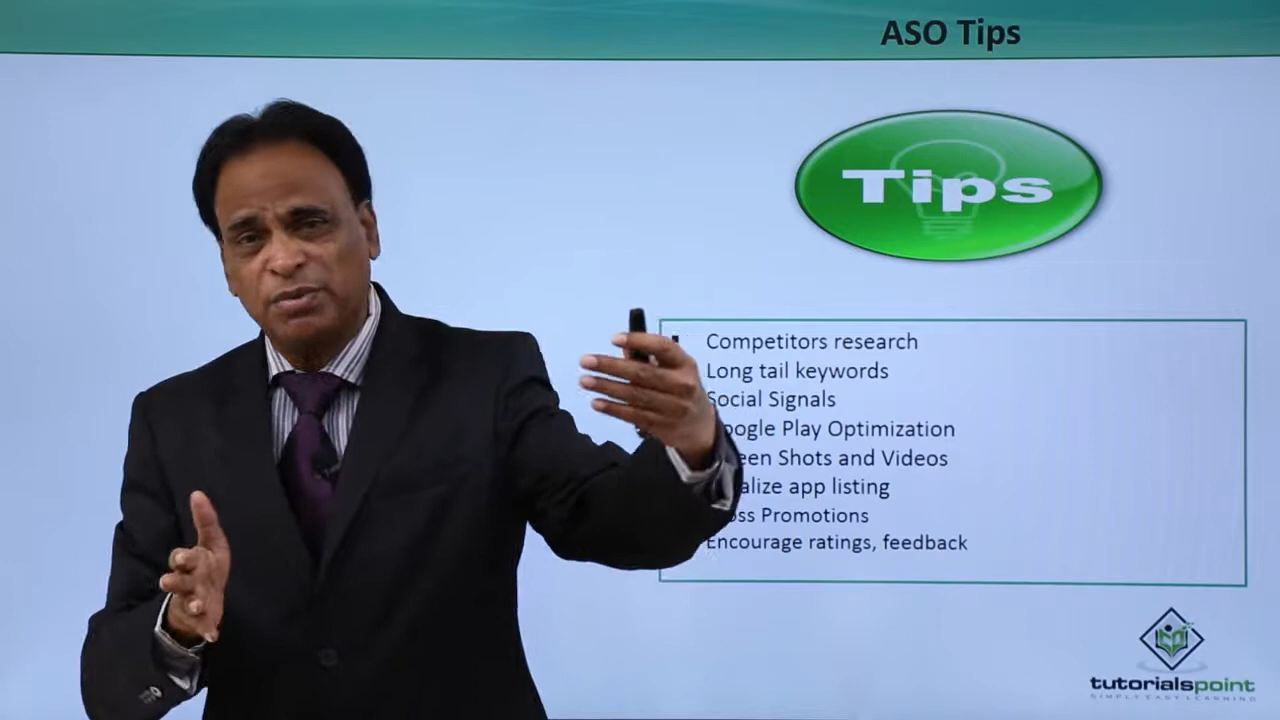 ASO Tips
Tips
Competitors research
Long tail keywords
Social Signals
Play Optimization
Shots and Videos
app listing
Promotions
Encourage ratings, feedback
tutorialspoint
SIMPLY EASY LEARNING